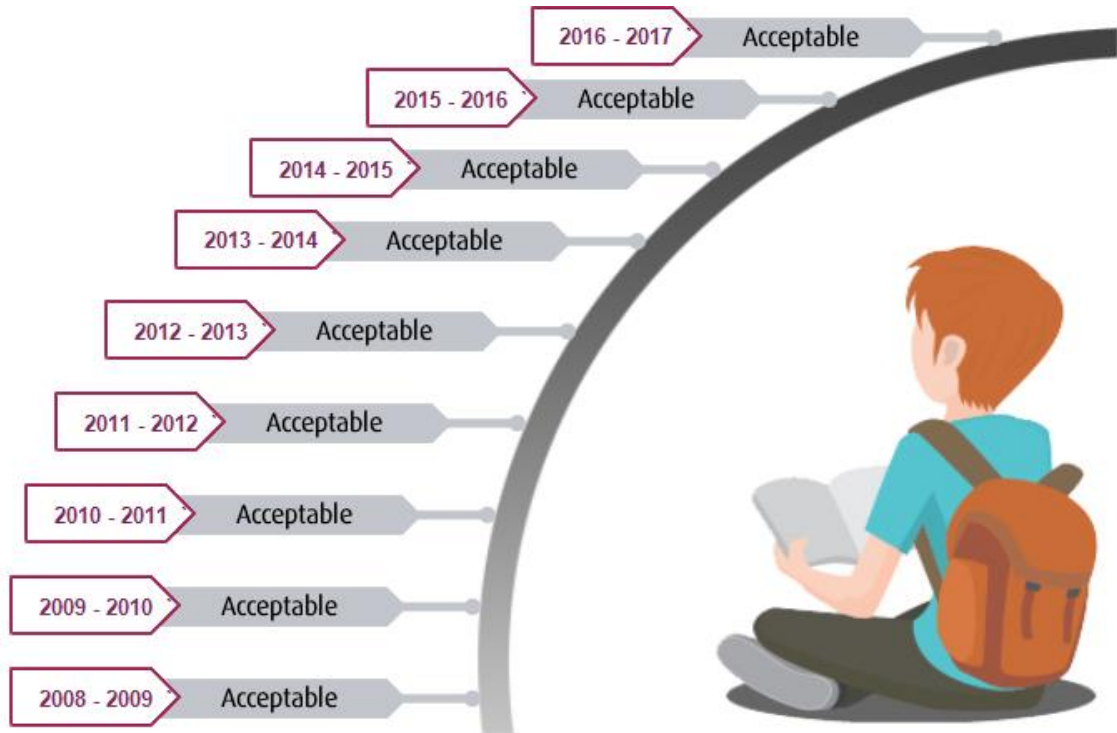 2016 - 2017 Acceptable
2015 - 2016 Acceptable
2014 - 2015 Acceptable
2013 - 2014 Acceptable
2012 - 2013 Acceptable
2011 - 2012 Acceptable
2010 - 2011 Acceptable
2009 - 2010 Acceptable
2008 - 2009 Acceptable